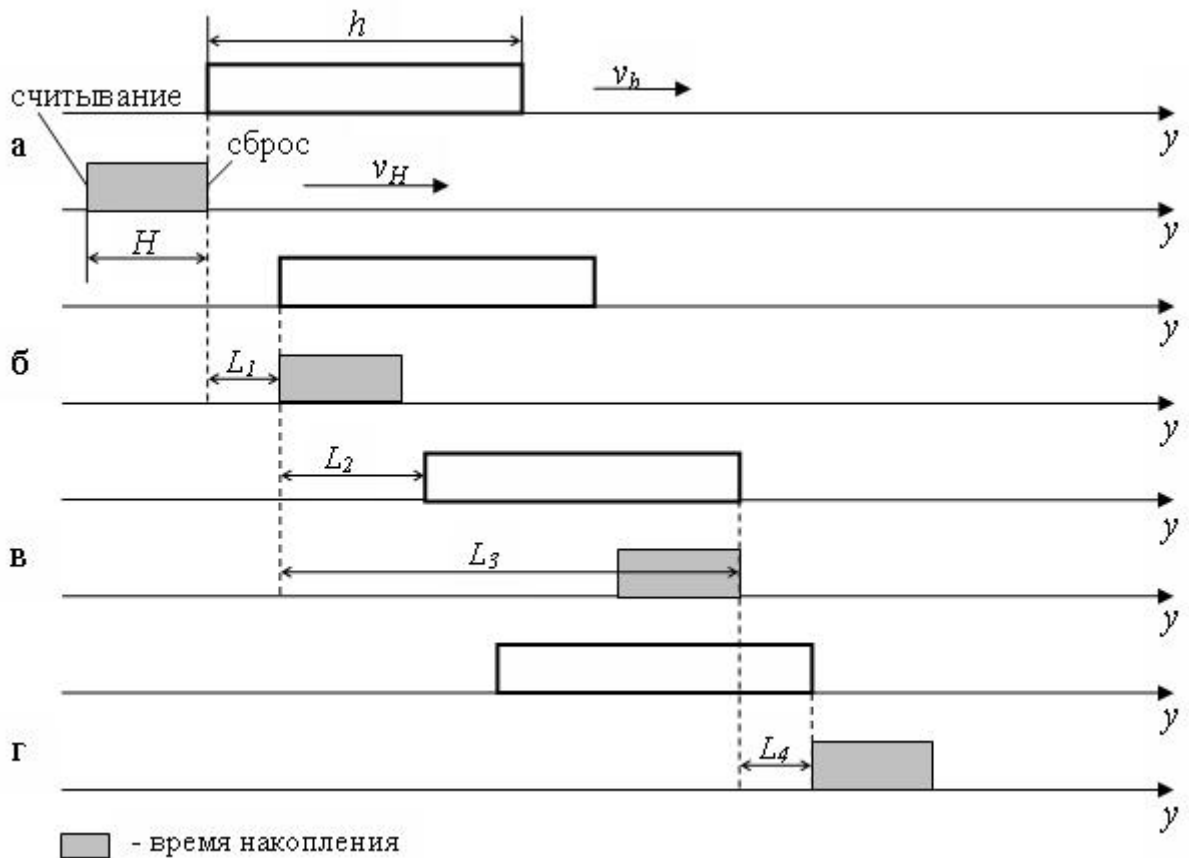 h
v_h
считывание
y
а
сброс
v_H
y
H
y
б
L_1
y
L_2
y
в
L_3
y
y
г
L_4
y
- время накопления